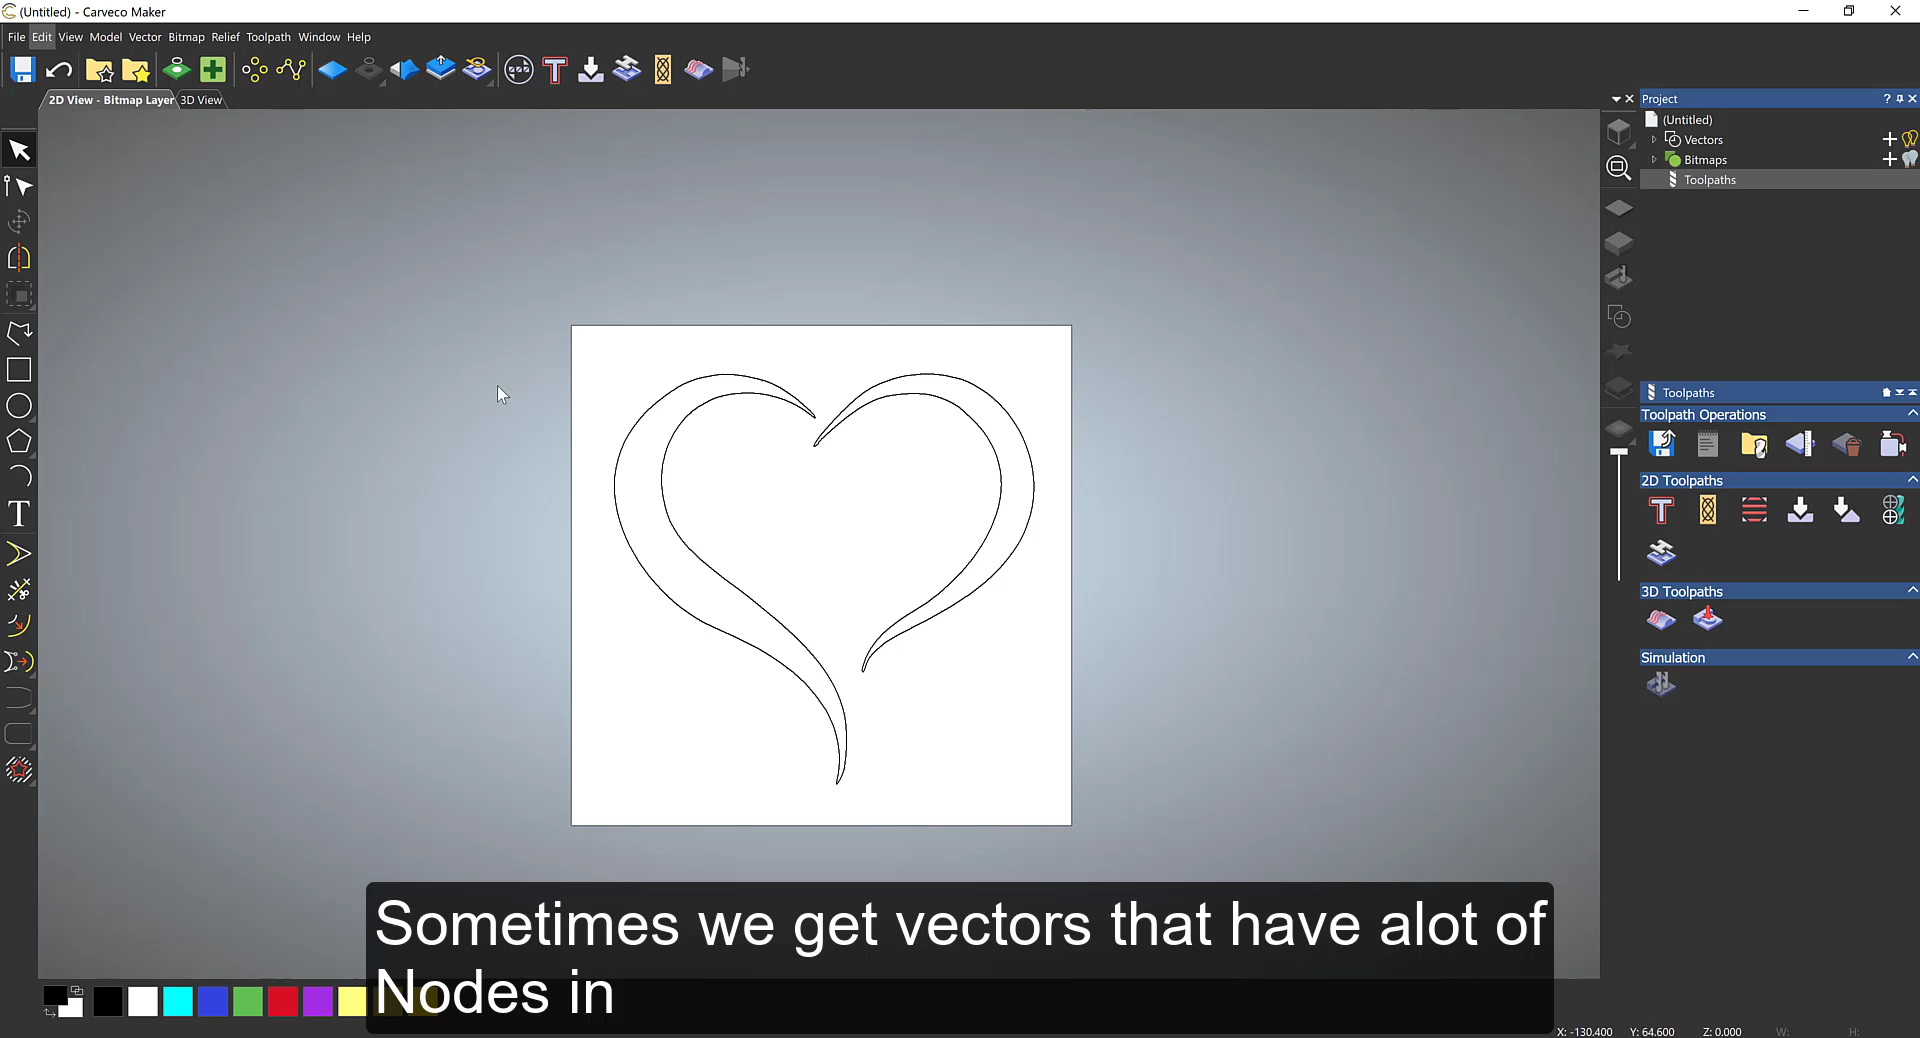 (Untitled) - Carveco Maker
File Edit View Model Vector Bitmap Relief Toolpath Window Help
2D View - Bitmap Layer 3D View
Project
(Untitled)
Vectors
Bitmaps
Toolpaths
Toolpaths
Toolpath Operations
2D Toolpaths
3D Toolpaths
Simulation
Sometimes we get vectors that have alot of
Nodes in
X: -130.400 Y: 64.600 Z: 0.000 W: H: